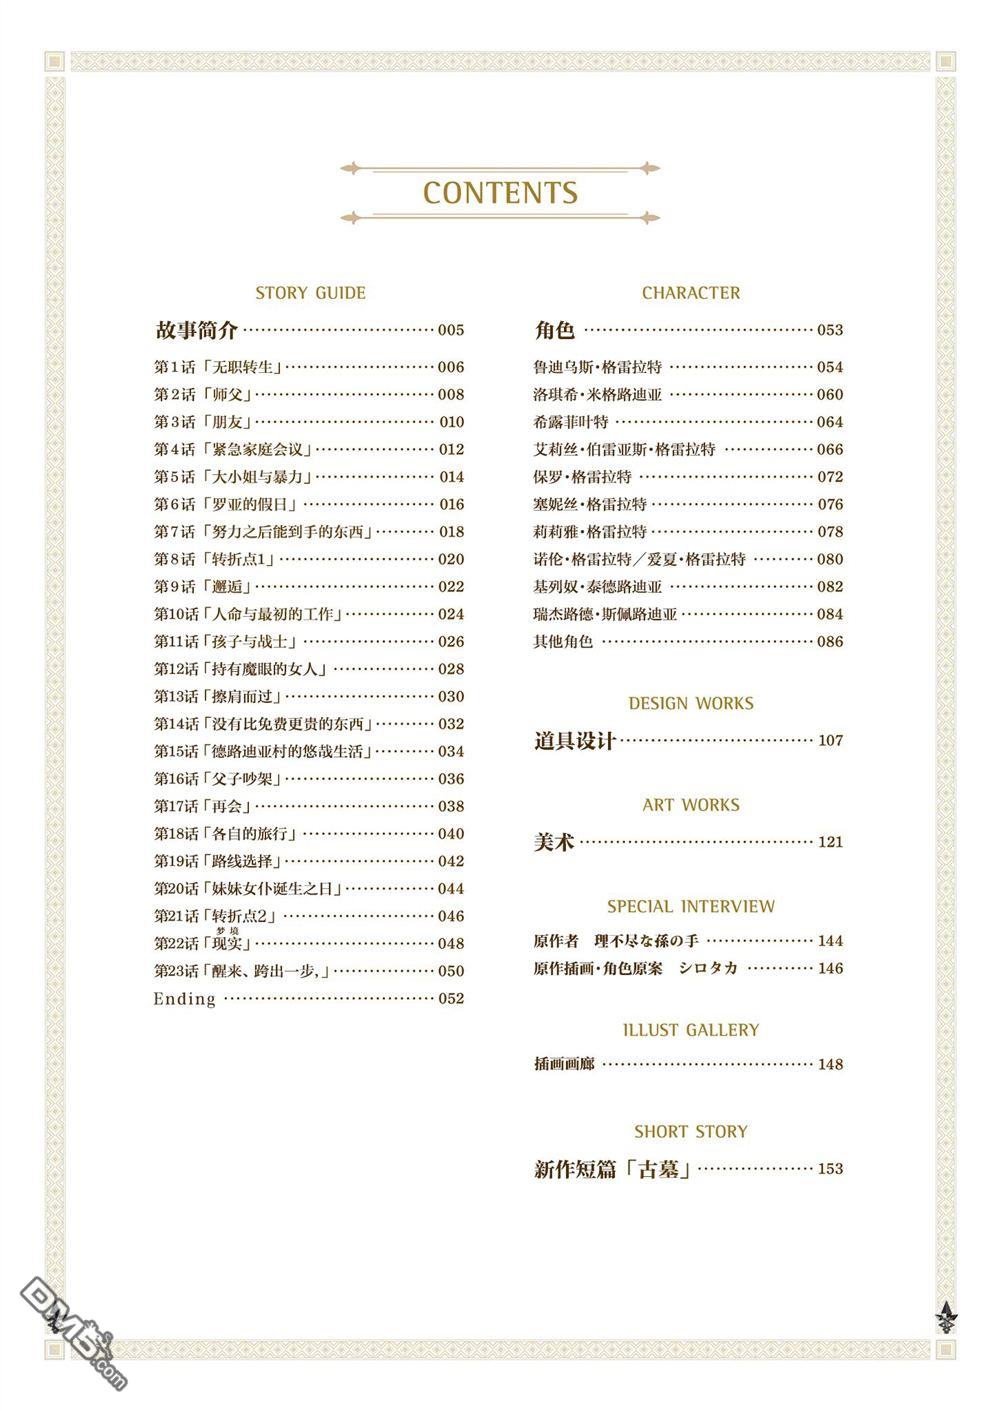 CONTENTS
STORY GUIDE
故事简介 005
第1话「无职转生」 006
第2话「师父」 008
第3话「朋友」 010
第4话「紧急家庭会议」 012
第5话「大小姐与暴力」 014
第6话「罗亚的假日」 016
第7话「努力之后能到手的东西」 018
第8话「转折点1」 020
第9话「邂逅」 022
第10话「人命与最初的工作」 024
第11话「孩子与战士」 026
第12话「持有魔眼的女人」 028
第13话「擦肩而过」 030
第14话「没有比免费更贵的东西」 032
第15话「德路迪亚村的悠哉生活」 034
第16话「父子吵架」 036
第17话「再会」 038
第18话「各自的旅行」 040
第19话「路线选择」 042
第20话「妹妹女仆诞生之日」 044
第21话「转折点2」 046
梦境
第22话「现实」 048
第23话「醒来、跨出一步，」 050
Ending 052
CHARACTER
角色 053
鲁迪乌斯·格雷拉特 054
洛琪希·米格路迪亚 060
希露菲叶特 064
艾莉丝·伯雷亚斯·格雷拉特 066
保罗·格雷拉特 072
塞妮丝·格雷拉特 076
莉莉雅·格雷拉特 078
诺伦·格雷拉特／爱夏·格雷拉特 080
基列奴·泰德路迪亚 082
瑞杰路德·斯佩路迪亚 084
其他角色 086
DESIGN WORKS
道具设计 107
ART WORKS
美术 121
SPECIAL INTERVIEW
原作者　理不尽な孫の手 144
原作插画·角色原案　シロタカ 146
ILLUST GALLERY
插画画廊 148
SHORT STORY
新作短篇「古墓」 153
DM5.com